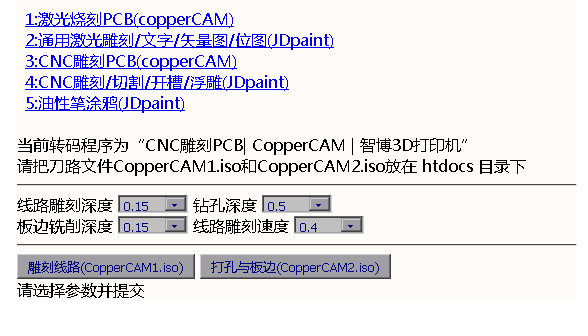 1:激光烧刻PCB(copperCAM)
2:通用激光雕刻/文字/矢量图/位图(JDpaint)
3:CNC雕刻PCB(copperCAM)
4:CNC雕刻/切割/开槽/浮雕(JDpaint)
5:油性笔涂鸦(JDpaint)
当前转码程序为“CNC雕刻PCB| CopperCAM | 智博3D打印机”
请把刀路文件CopperCAM1.iso和CopperCAM2.iso放在 htdocs 目录下
线路雕刻深度 0.15 钻孔深度 0.5
板边铣削深度 0.15 线路雕刻速度 0.4
雕刻线路(CopperCAM1.iso) 打孔与板边(CopperCAM2.iso)
请选择参数并提交